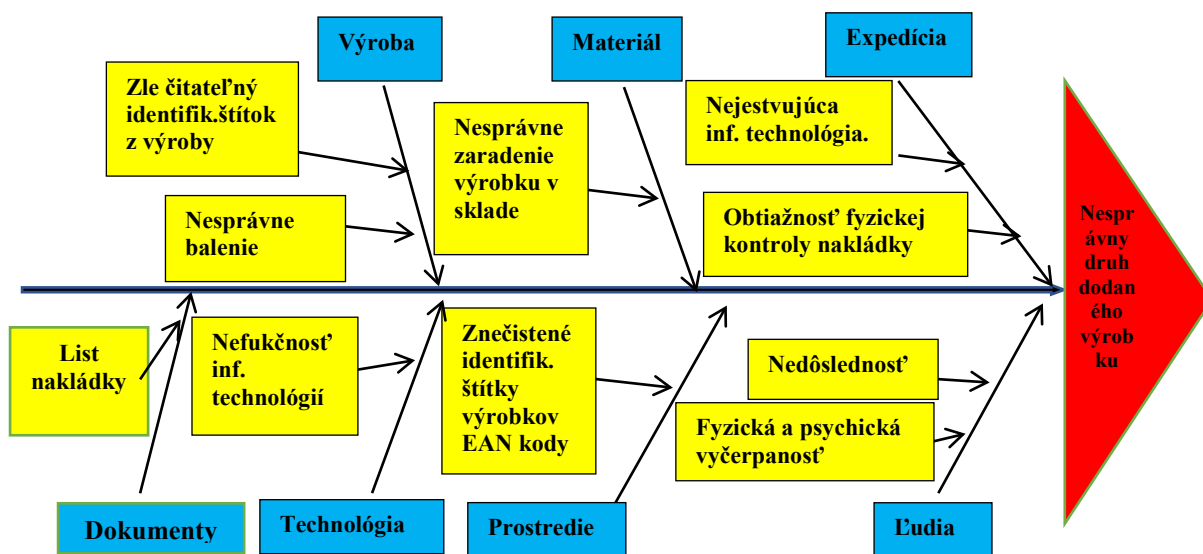 Výroba
Materiál
Expedícia
Zle čitateľný
identifik.štítok
z výroby
Nesprávne
zaradenie
výrobku v
sklade
Nejestvujúca
inf. technológia.
Nesprávne
balenie
Obtiažnosť fyzickej
kontroly nakládky
Nespr
ávny
druh
dodan
ého
výrob
ku
List
nakládky
Nefukčnosť
inf.
technológií
Znečistené
identifik.
štítky
výrobkov
EAN kody
Nedôslednosť
Fyzická a psychická
vyčerpanosť
Dokumenty
Technológia
Prostredie
Ľudia